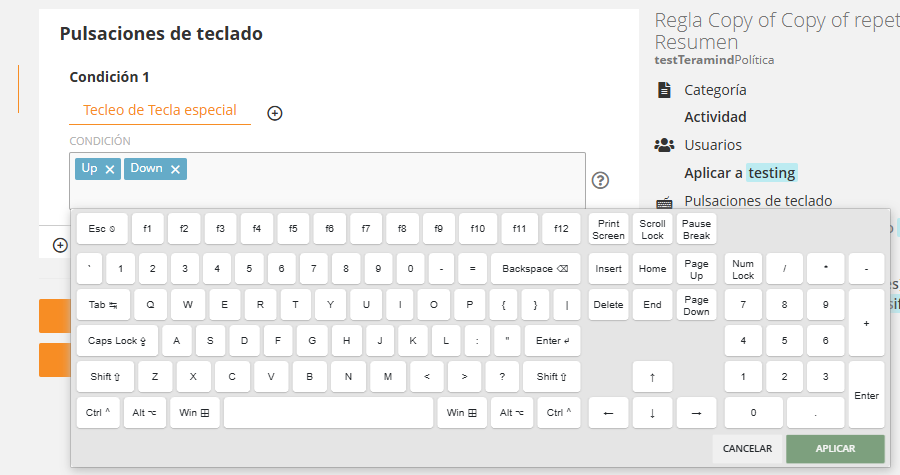 Pulsaciones de teclado
Condición 1
Tecleo de Tecla especial
CONDICIÓN
Up Down
Esc f1 f2 f3 f4 f5 f6 f7 f8 f9 f10 f11 f12 Print Screen Scroll Lock Pause Break
` 1 2 3 4 5 6 7 8 9 0 - = Backspace Insert Home Page Up Num Lock / * -
Tab Q W E R T Y U I O P { } | Delete End Page Down 7 8 9 +
Caps Lock A S D F G H J K L : " Enter 4 5 6
Shift Z X C V B N M < > ? Shift ↑ 1 2 3 Enter
Ctrl ^ Alt Win Win Alt Ctrl ^ ← ↓ → 0 .
CANCELAR APLICAR
Regla Copy of Copy of repet
Resumen
testTeramindPolítica
Categoría
Actividad
Usuarios
Aplicar a testing
Pulsaciones de teclado